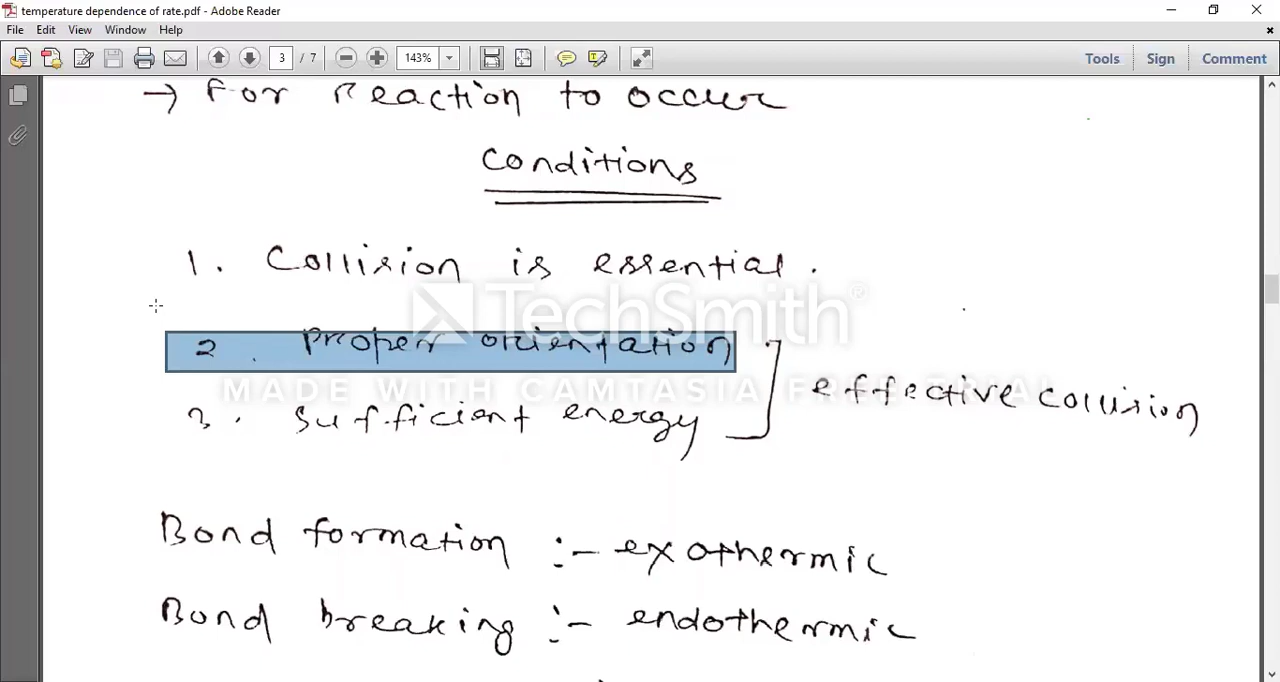 temperature dependence of rate.pdf - Adobe Reader
File Edit View Window Help
3 / 7 143% Tools Sign Comment
→ For Reaction to occur
Conditions
1. Collision is essential.
TechSmith®
2. Proper orientation
MADE WITH CAMTASIA FREE TRIAL
3. Sufficient energy
effective collision
Bond formation :- exothermic
Bond breaking :- endothermic